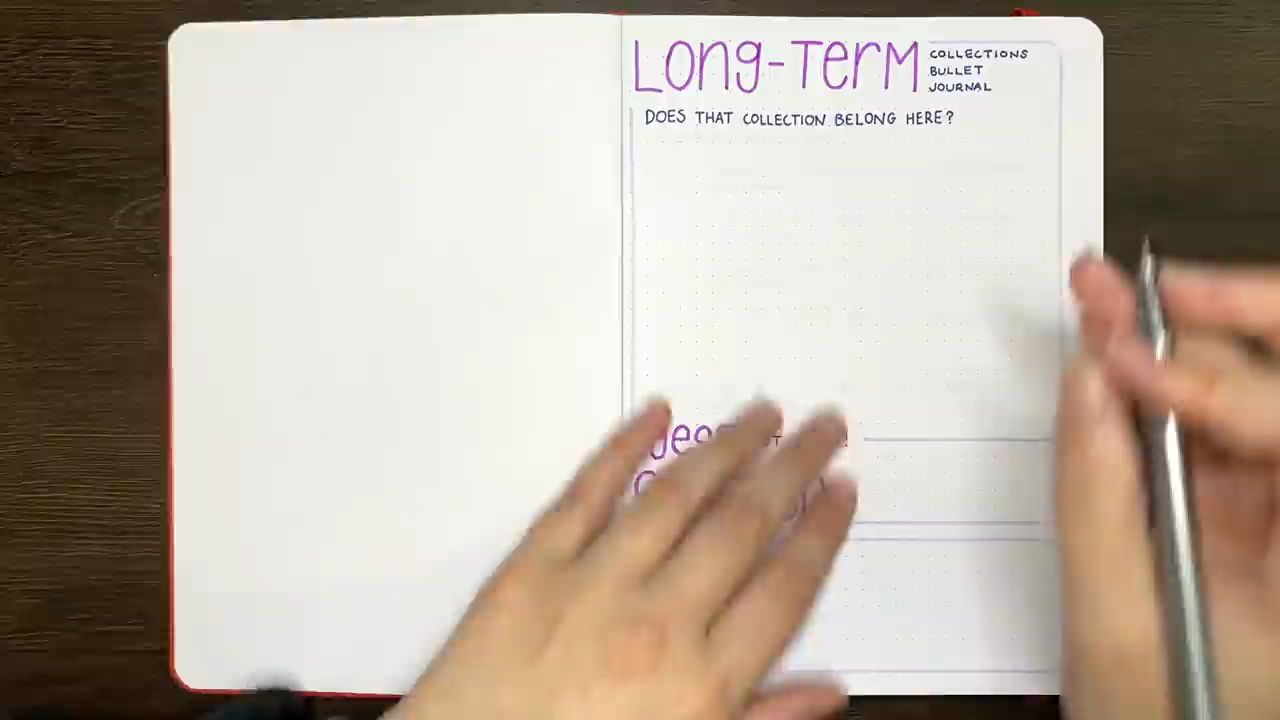 LONG-TERM
COLLECTIONS
BULLET
JOURNAL
DOES THAT COLLECTION BELONG HERE?